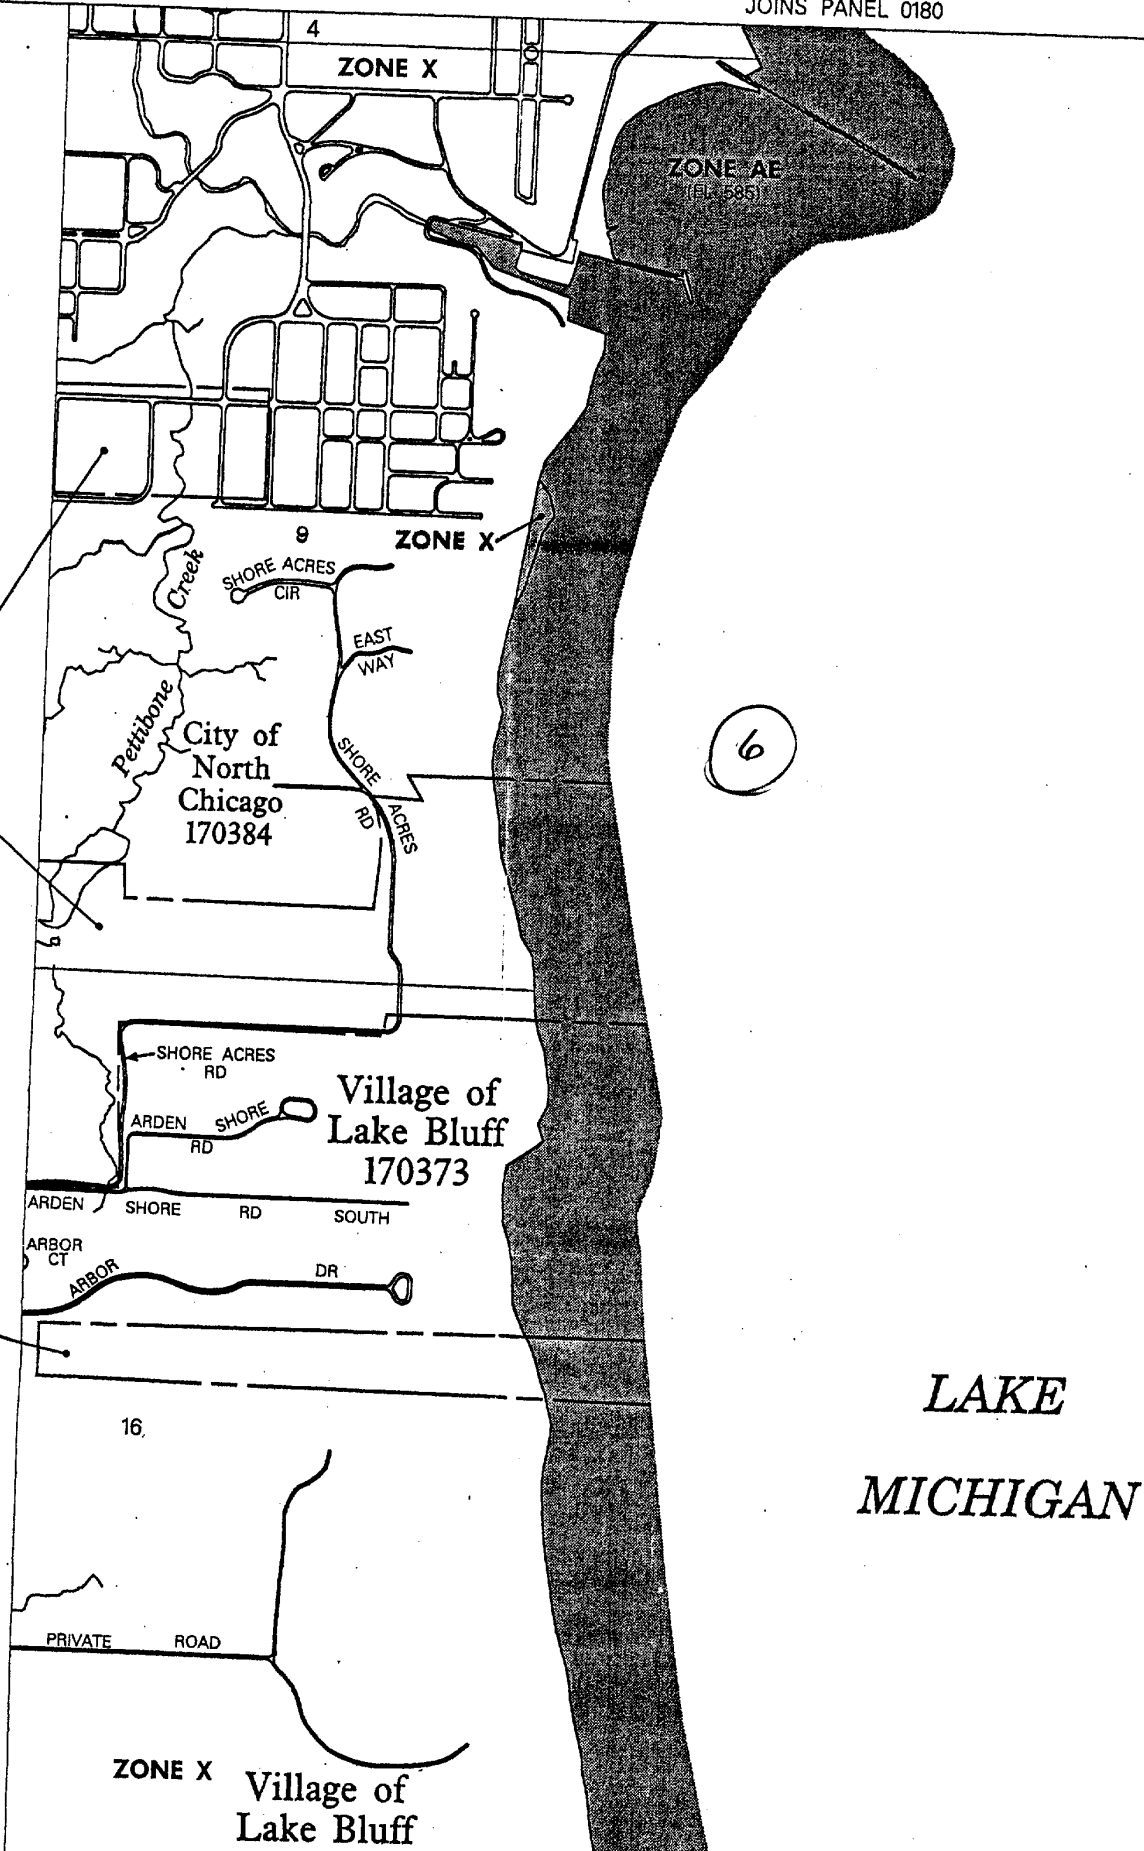 JOINS PANEL 0180
4
ZONE X
ZONE AE
(EL 585)
9
ZONE X
SHORE ACRES
CIR
Creek
EAST
WAY
Pettibone
City of
North
Chicago
170384
SHORE ACRES
RD
6
SHORE ACRES
RD
Village of
Lake Bluff
170373
ARDEN SHORE
RD
ARDEN SHORE RD SOUTH
ARBOR
CT
ARBOR DR
LAKE
MICHIGAN
16
PRIVATE ROAD
ZONE X
Village of
Lake Bluff